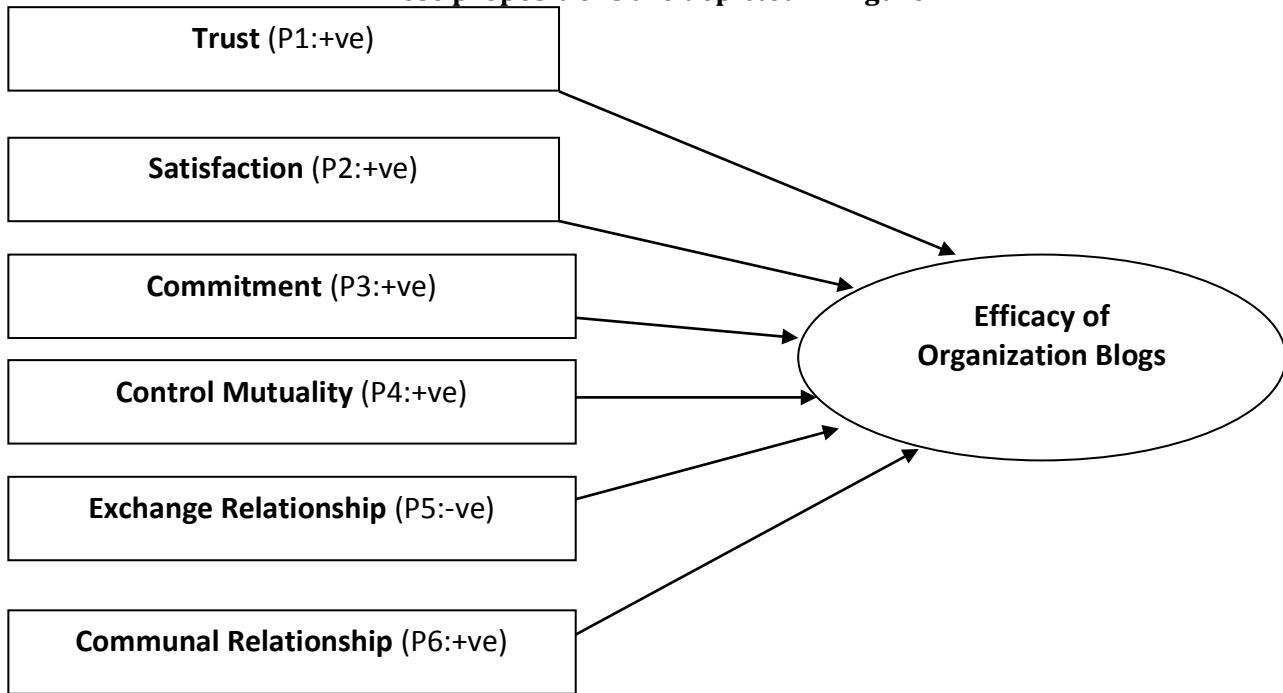 Trust (P1:+ve)
Satisfaction (P2:+ve)
Commitment (P3:+ve)
Control Mutuality (P4:+ve)
Exchange Relationship (P5:-ve)
Communal Relationship (P6:+ve)
Efficacy of
Organization Blogs